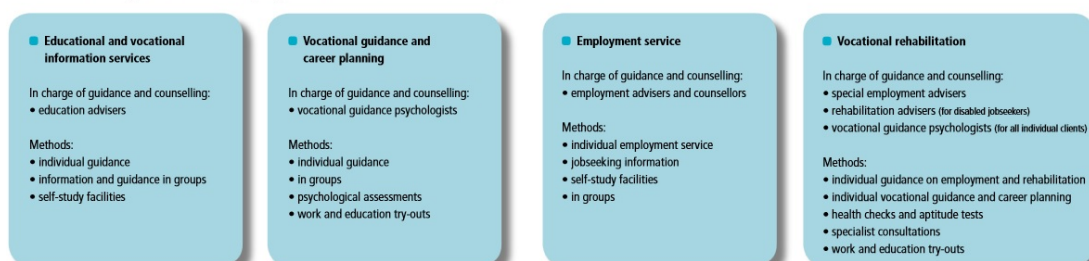 Educational and vocational
information services
In charge of guidance and counselling:
• education advisers
Methods:
• individual guidance
• information and guidance in groups
• self-study facilities
Vocational guidance and
career planning
In charge of guidance and counselling:
• vocational guidance psychologists
Methods:
• individual guidance
• in groups
• psychological assessments
• work and education try-outs
Employment service
In charge of guidance and counselling:
• employment advisers and counsellors
Methods:
• individual employment service
• jobseeking information
• self-study facilities
• in groups
Vocational rehabilitation
In charge of guidance and counselling:
• special employment advisers
• rehabilitation advisers (for disabled jobseekers)
• vocational guidance psychologists (for all individual clients)
Methods:
• individual guidance on employment and rehabilitation
• individual vocational guidance and career planning
• health checks and aptitude tests
• specialist consultations
• work and education try-outs